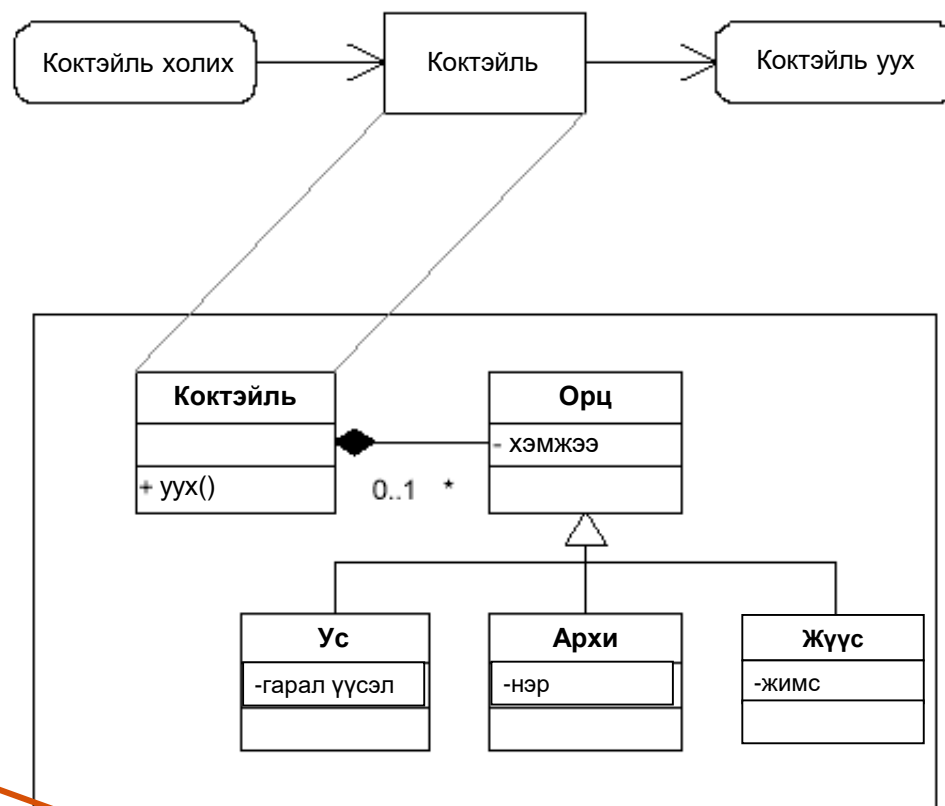 Коктэйль холих
Коктэйль
Коктэйль уух
Коктэйль
+ уух()
0..1 *
Орц
- хэмжээ
Ус
-гарал үүсэл
Архи
-нэр
Жүүс
-жимс